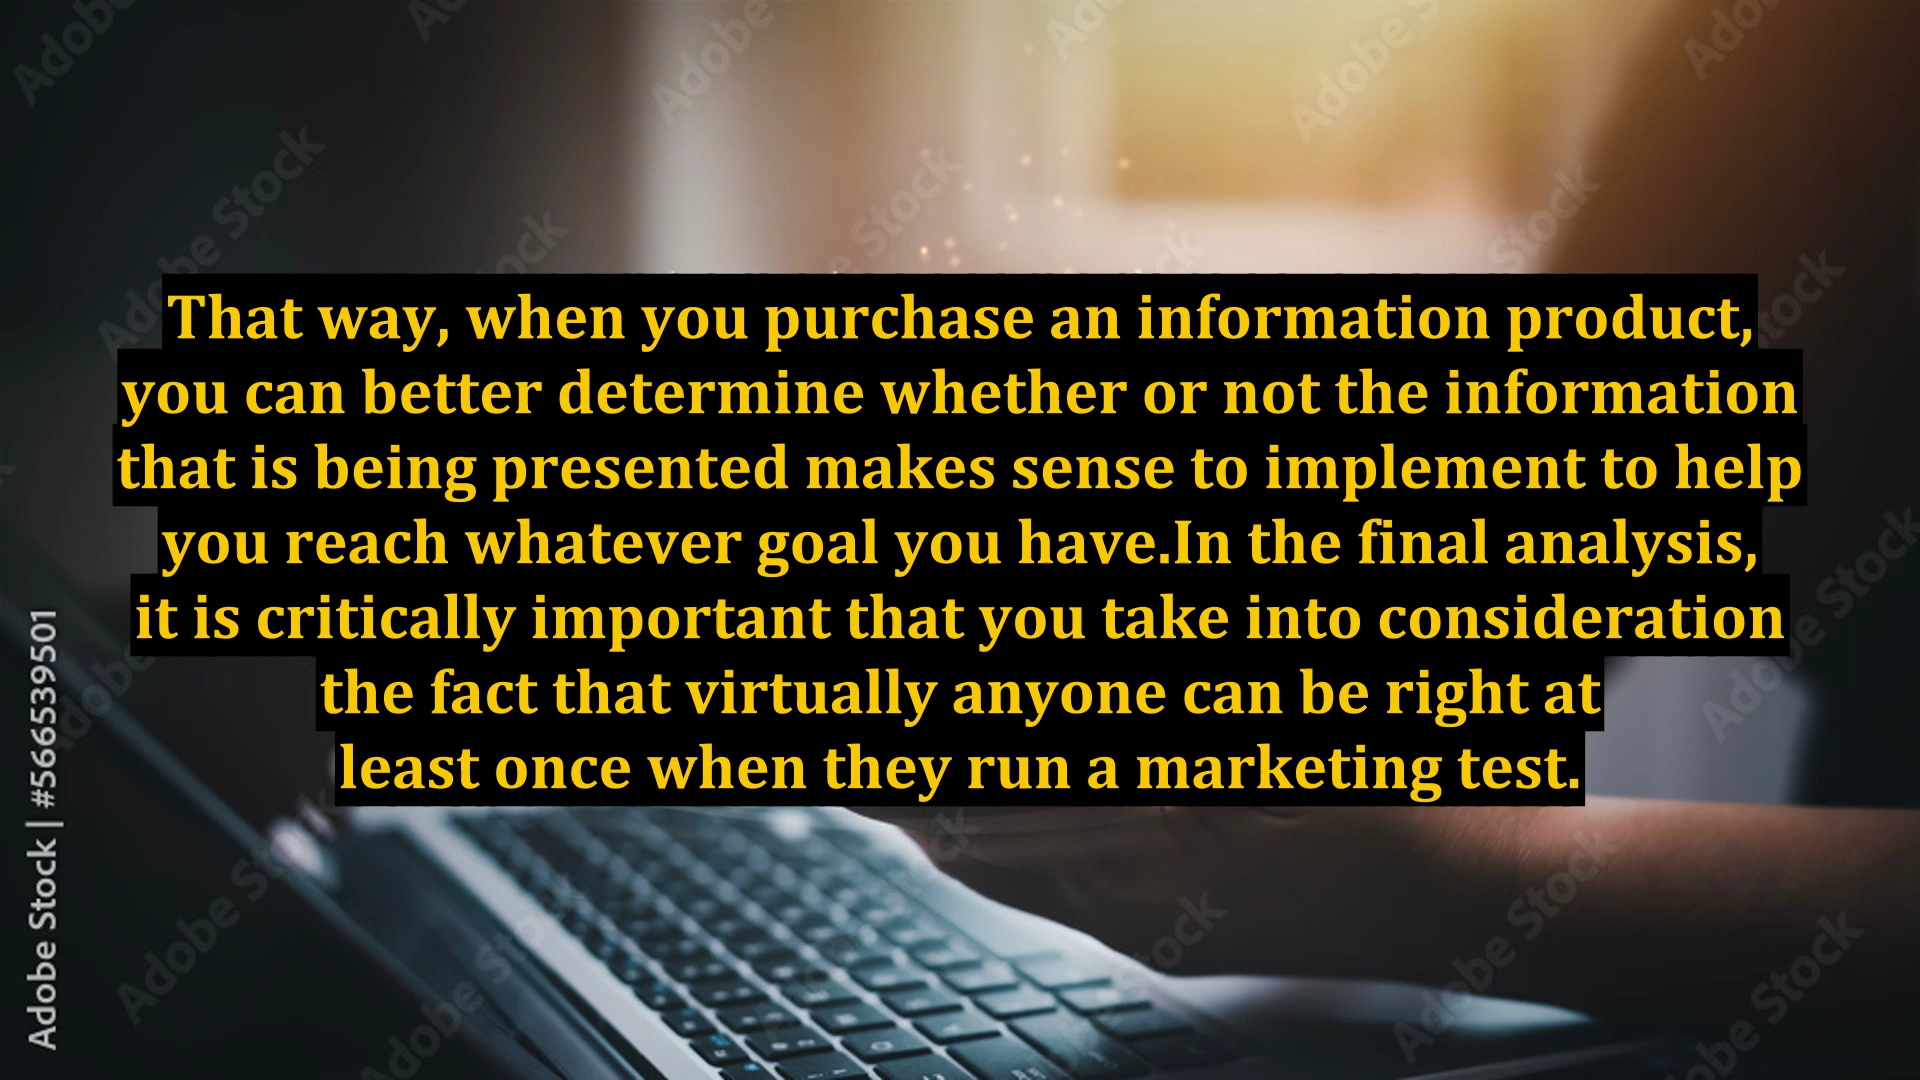 That way, when you purchase an information product,
you can better determine whether or not the information
that is being presented makes sense to implement to help
you reach whatever goal you have.In the final analysis,
it is critically important that you take into consideration
the fact that virtually anyone can be right at
least once when they run a marketing test.
Adobe Stock | #566539501